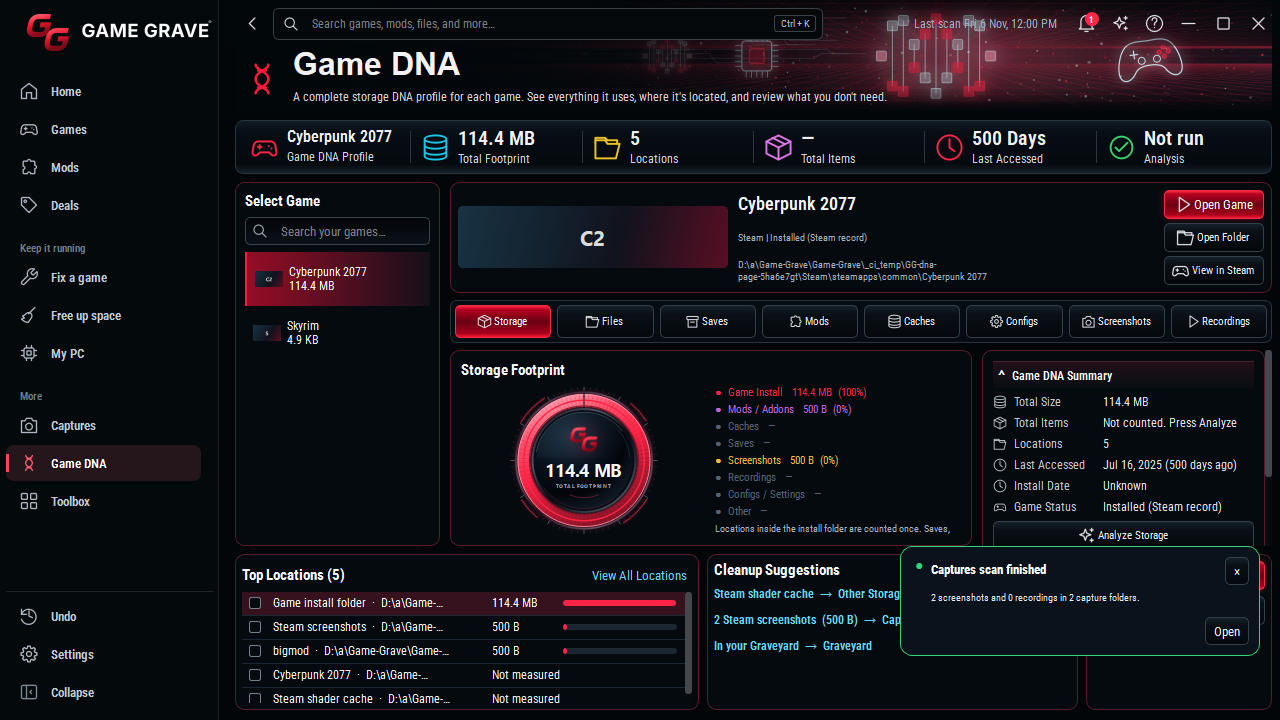 GAME GRAVE
Search games, mods, files, and more...
Ctrl + K
Last scan Fri 6 Nov, 12:00 PM
1
Home
Games
Mods
Deals
Keep it running
Fix a game
Free up space
My PC
More
Captures
Game DNA
Toolbox
Undo
Settings
Collapse
Game DNA
A complete storage DNA profile for each game. See everything it uses, where it's located, and review what you don't need.
Cyberpunk 2077
Game DNA Profile
114.4 MB
Total Footprint
5
Locations
—
Total Items
500 Days
Last Accessed
Not run
Analysis
Select Game
Search your games...
C2
Cyberpunk 2077
114.4 MB
S
Skyrim
4.9 KB
C2
Cyberpunk 2077
Steam | Installed (Steam record)
D:\a\Game-Grave\Game-Grave\_ci_temp\GG-dna-
page-5ha6e7gt\Steam\steamapps\common\Cyberpunk 2077
Open Game
Open Folder
View in Steam
Storage
Files
Saves
Mods
Caches
Configs
Screenshots
Recordings
Storage Footprint
GG
114.4 MB
TOTAL FOOTPRINT
Game Install 114.4 MB (100%)
Mods / Addons 500 B (0%)
Caches —
Saves —
Screenshots 500 B (0%)
Recordings —
Configs / Settings —
Other —
Locations inside the install folder are counted once. Saves,
^ Game DNA Summary
Total Size 114.4 MB
Total Items Not counted. Press Analyze
Locations 5
Last Accessed Jul 16, 2025 (500 days ago)
Install Date Unknown
Game Status Installed (Steam record)
Analyze Storage
Top Locations (5)
View All Locations
Game install folder · D:\a\Game-... 114.4 MB
Steam screenshots · D:\a\Game-... 500 B
bigmod · D:\a\Game-Grave\Game-... 500 B
Cyberpunk 2077 · D:\a\Game-... Not measured
Steam shader cache · D:\a\Game-... Not measured
Cleanup Suggestions
Steam shader cache → Other Storag
2 Steam screenshots (500 B) → Cap
In your Graveyard → Graveyard
Captures scan finished
x
2 screenshots and 0 recordings in 2 capture folders.
Open